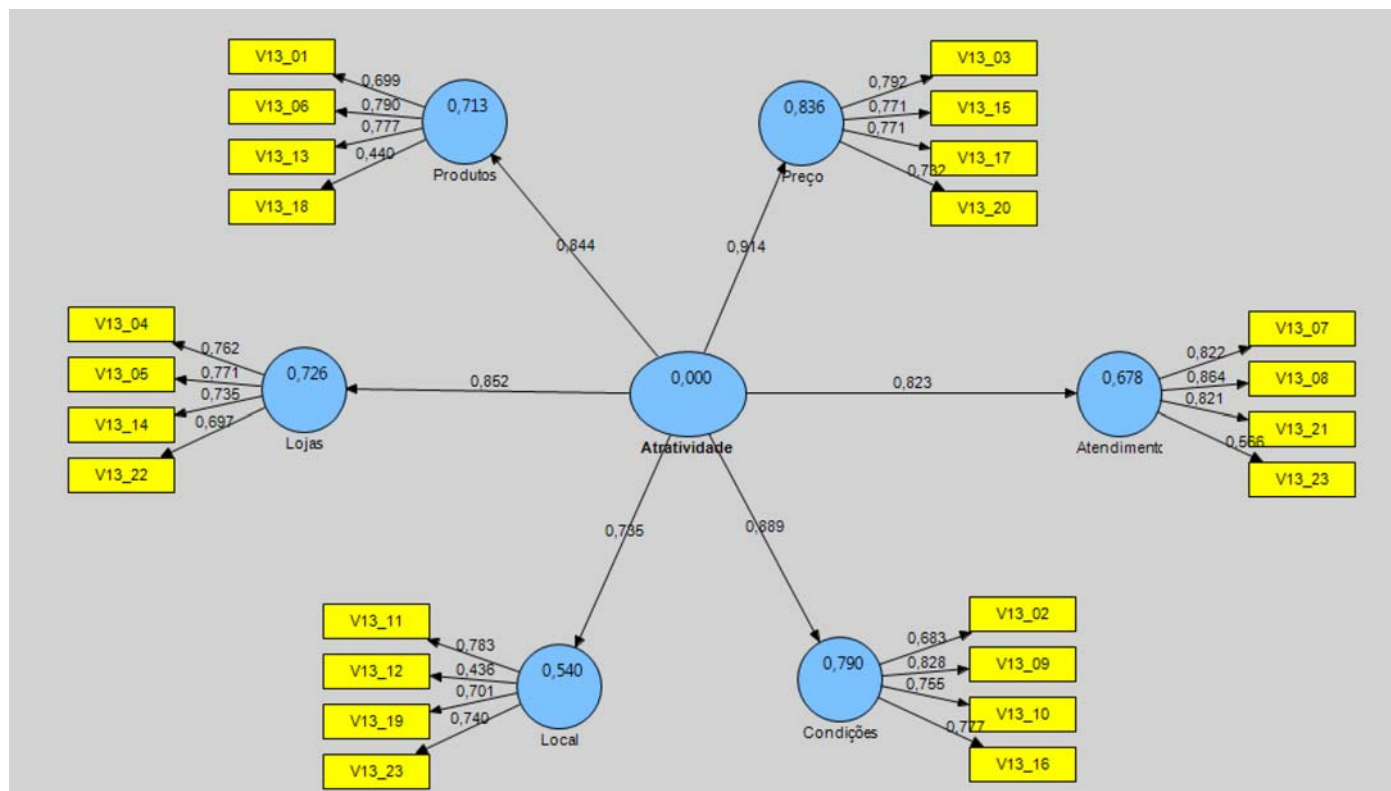 V13_01
V13_06
V13_13
V13_18
0,699
0,790
0,777
0,440
0,713
Produtos
V13_03
V13_15
V13_17
V13_20
0,792
0,771
0,771
0,732
0,836
Preço
0,844
0,914
V13_04
V13_05
V13_14
V13_22
0,762
0,771
0,735
0,697
0,726
Lojas
0,852
0,000
Atratividade
0,823
0,678
Atendimento
0,822
0,864
0,821
0,566
V13_07
V13_08
V13_21
V13_23
0,735
0,889
V13_11
V13_12
V13_19
V13_23
0,783
0,436
0,701
0,740
0,540
Local
0,790
Condições
0,683
0,828
0,755
0,777
V13_02
V13_09
V13_10
V13_16